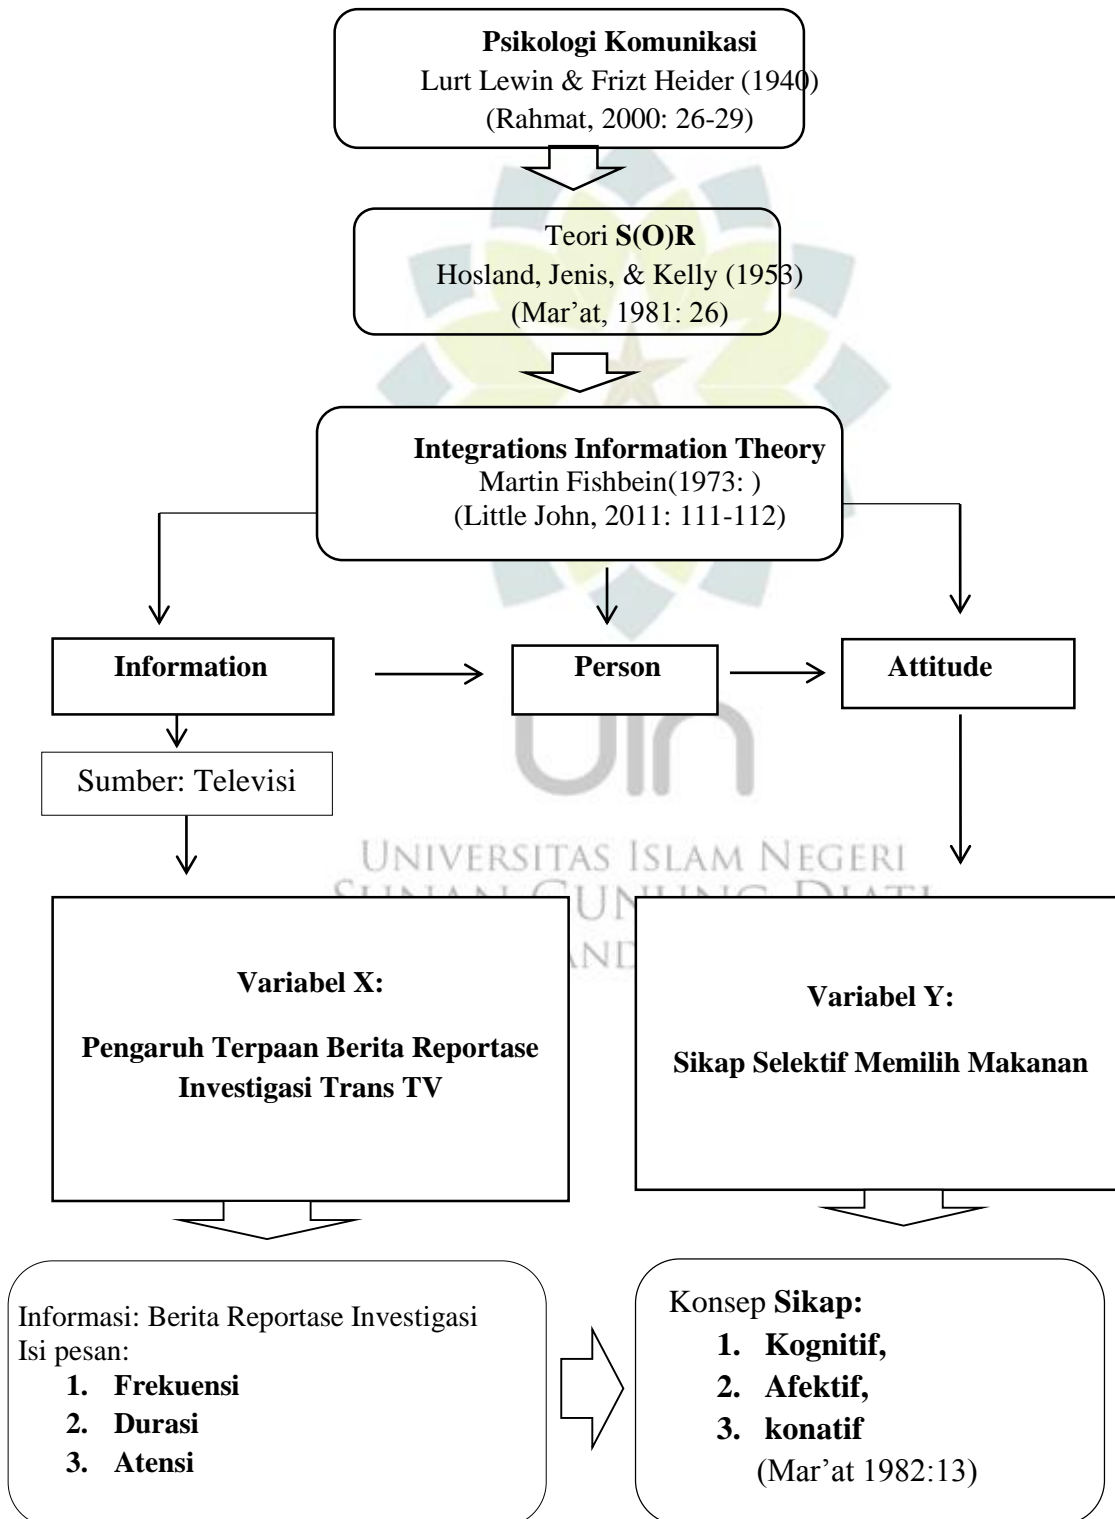 Psikologi Komunikasi
Lurt Lewin & Frizt Heider (1940)
(Rahmat, 2000: 26-29)
Teori S(O)R
Hosland, Jenis, & Kelly (1953)
(Mar’at, 1981: 26)
Integrations Information Theory
Martin Fishbein(1973: )
(Little John, 2011: 111-112)
Information
Person
Attitude
uin
Sumber: Televisi
UNIVERSITAS ISLAM NEGERI
SUNAN GUNUNG DJATI
Variabel X:
Pengaruh Terpaan Berita Reportase
Investigasi Trans TV
Variabel Y:
Sikap Selektif Memilih Makanan
Informasi: Berita Reportase Investigasi
Isi pesan:
1. Frekuensi
2. Durasi
3. Atensi
Konsep Sikap:
1. Kognitif,
2. Afektif,
3. konatif
(Mar’at 1982:13)